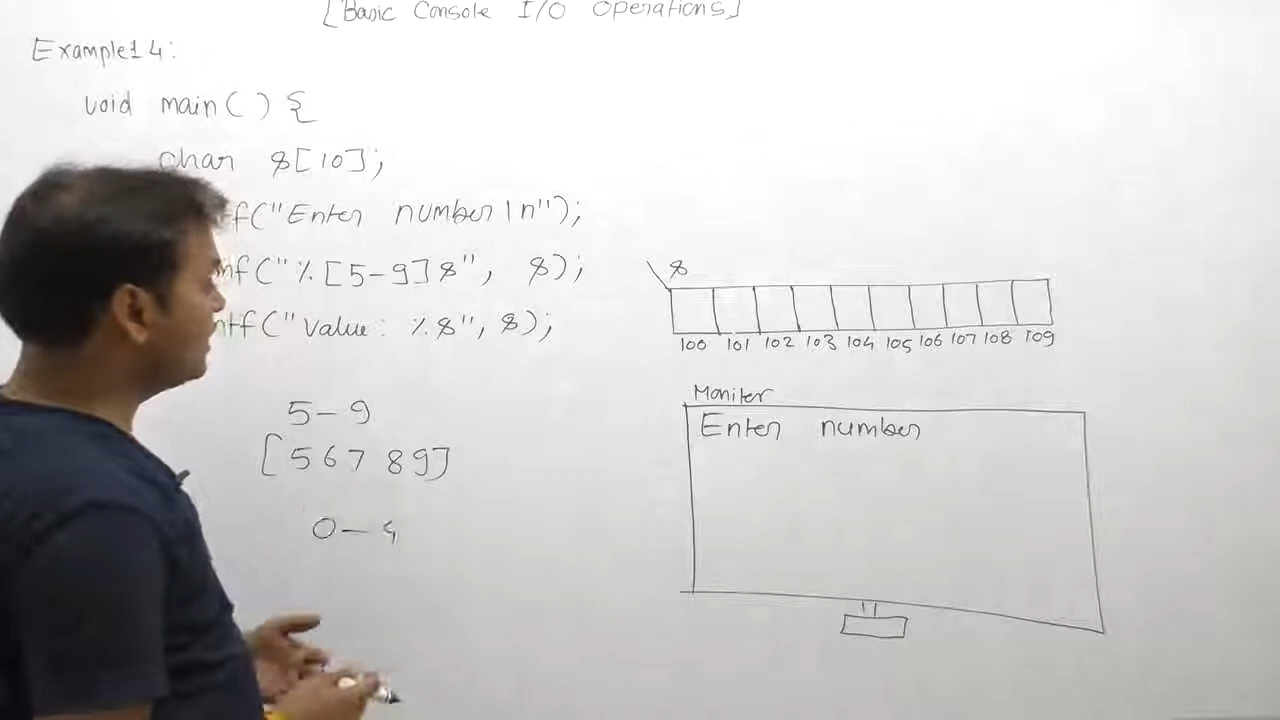 [Basic Console I/O Operations]
Example14:
void main() {
char s[10];
f("Enter number\n");
nf("%[5-9]s", s);
ntf("Value: %s", s);
5-9
[5 6 7 8 9]
0-4
s
100 101 102 103 104 105 106 107 108 109
Moniter
Enter number